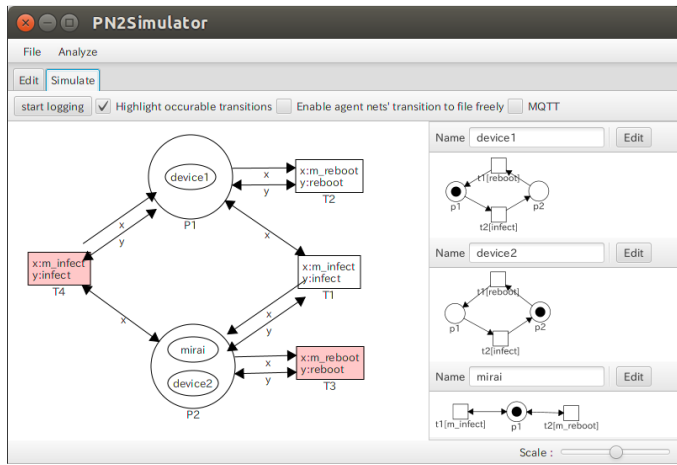 PN2Simulator
File Analyze
Edit Simulate
start logging Highlight occurable transitions Enable agent nets' transition to file freely MQTT
device1
P1
x
y
x:m_reboot
y:reboot
T2
x
y
x
x:m_infect
y:infect
T4
x:m_infect
y:infect
T1
x
x
y
mirai
device2
P2
x
y
x:m_reboot
y:reboot
T3
Name device1 Edit
t1[reboot]
p1 p2
t2[infect]
Name device2 Edit
t1[reboot]
p1 p2
t2[infect]
Name mirai Edit
t1[m_infect] p1 t2[m_reboot]
Scale :